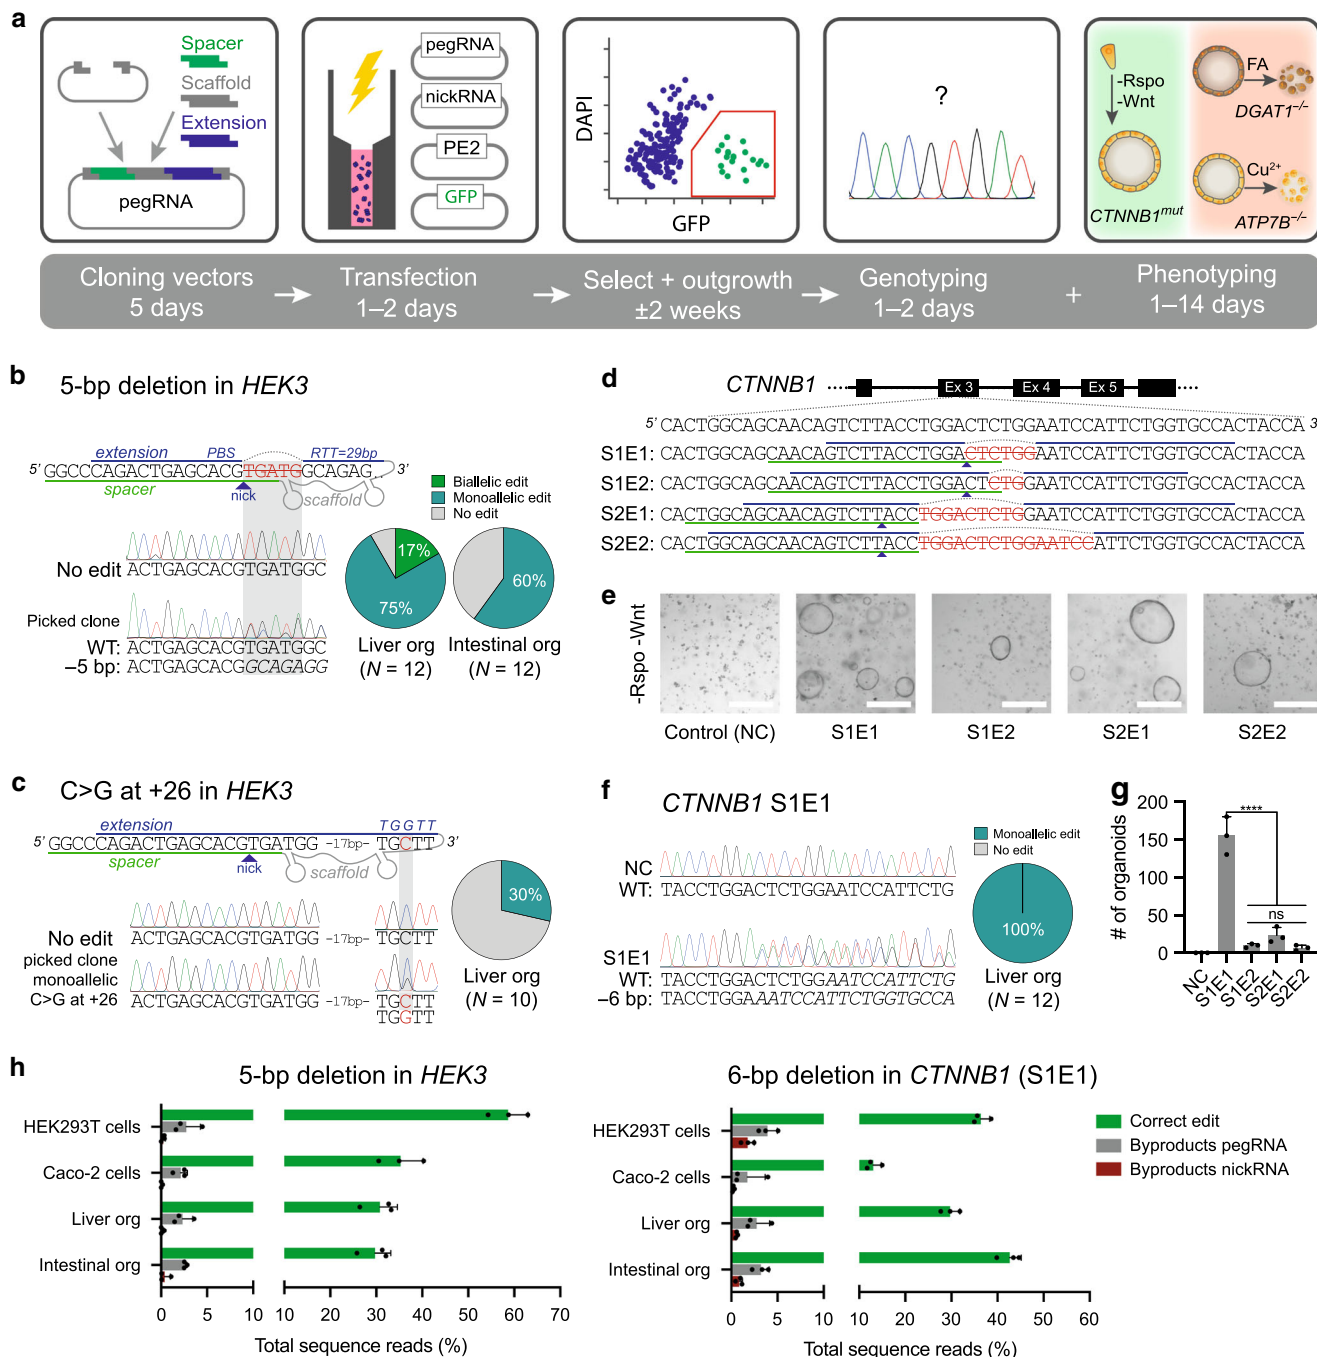 a
Spacer
Scaffold
Extension
pegRNA
pegRNA
nickRNA
PE2
GFP
DAPI
GFP
?
-Rspo
-Wnt
CTNNB1mut
FA
DGAT1−/−
Cu2+
ATP7B−/−
Cloning vectors
5 days
Transfection
1–2 days
Select + outgrowth
±2 weeks
Genotyping
1–2 days
+
Phenotyping
1–14 days
b
5-bp deletion in HEK3
extension PBS RTT=29bp
5' GGCCCAGACTGAGCACGTGATGGCAGAG 3'
spacer
nick
scaffold
Biallelic edit
Monoallelic edit
No edit
No edit
ACTGAGCACGTGATGGC
Picked clone
WT: ACTGAGCACGTGATGGC
−5 bp: ACTGAGCACGGCAGAGG
17%
75%
Liver org
(N = 12)
60%
Intestinal org
(N = 12)
c
C>G at +26 in HEK3
extension TGGTT
5' GGCCCAGACTGAGCACGTGATGG -17bp- TGCTT 3'
spacer
nick
scaffold
No edit
ACTGAGCACGTGATGG -17bp- TGCTT
picked clone
monoallelic
C>G at +26
ACTGAGCACGTGATGG -17bp- TGCTT
TGGTT
30%
Liver org
(N = 10)
d
CTNNB1
Ex 3 Ex 4 Ex 5
5' CACTGGCAGCAACAGTCTTACCTGGACTCTGGAATCCATTCTGGTGCCACTACCA 3'
S1E1: CACTGGCAGCAACAGTCTTACCTGGACTCTGGAATCCATTCTGGTGCCACTACCA
S1E2: CACTGGCAGCAACAGTCTTACCTGGACTCTGGAATCCATTCTGGTGCCACTACCA
S2E1: CACTGGCAGCAACAGTCTTACCTGGACTCTGGAATCCATTCTGGTGCCACTACCA
S2E2: CACTGGCAGCAACAGTCTTACCTGGACTCTGGAATCCATTCTGGTGCCACTACCA
e
-Rspo -Wnt
Control (NC)
S1E1
S1E2
S2E1
S2E2
f
CTNNB1 S1E1
NC
WT: TACCTGGACTCTGGAATCCATTCTG
S1E1
WT: TACCTGGACTCTGGAATCCATTCTG
−6 bp: TACCTGGAAATCCATTCTGGTGCCA
Monoallelic edit
No edit
100%
Liver org
(N = 12)
g
# of organoids
200
150
100
50
0
****
ns
NC
S1E1
S1E2
S2E1
S2E2
h
5-bp deletion in HEK3
HEK293T cells
Caco-2 cells
Liver org
Intestinal org
0 5 10 10 20 30 40 50 60 70
Total sequence reads (%)
6-bp deletion in CTNNB1 (S1E1)
HEK293T cells
Caco-2 cells
Liver org
Intestinal org
0 5 10 10 20 30 40 50 60
Total sequence reads (%)
Correct edit
Byproducts pegRNA
Byproducts nickRNA